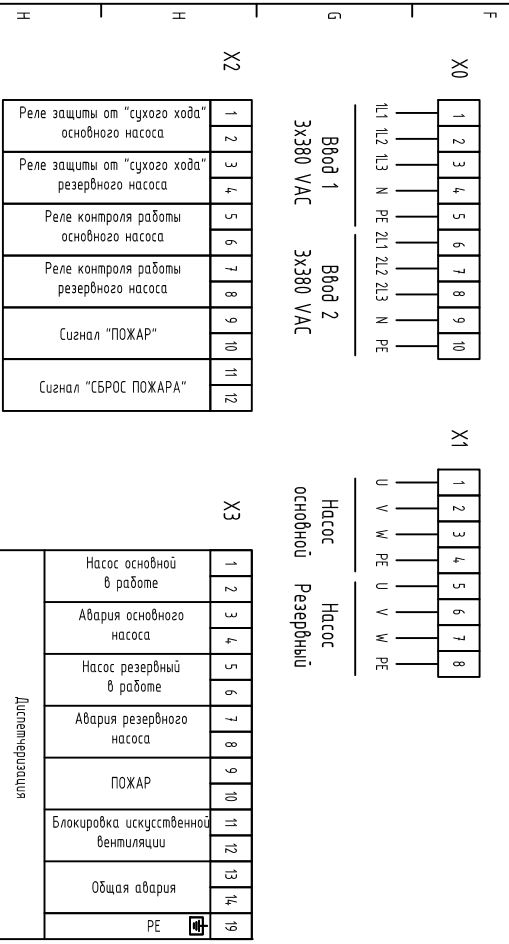 H
H
G
F
X2
Реле защиты от "сухого хода"
основного насоса
1
2
Реле защиты от "сухого хода"
резервного насоса
3
4
Реле контроля работы
основного насоса
5
6
Реле контроля работы
резервного насоса
7
8
Сигнал "ПОЖАР"
9
10
Сигнал "СБРОС ПОЖАРА"
11
12
X0
1L1 1
1L2 2
1L3 3
N 4
PE 5
2L1 6
2L2 7
2L3 8
N 9
PE 10
Ввод 1
3x380 VAC
Ввод 2
3x380 VAC
X1
U 1
V 2
W 3
PE 4
U 5
V 6
W 7
PE 8
Насос
основной
Насос
Резервный
X3
Насос основной
в работе
1
2
Авария основного
насоса
3
4
Насос резервный
в работе
5
6
Авария резервного
насоса
7
8
ПОЖАР
9
10
Блокировка искусственной
вентиляции
11
12
Общая авария
13
14
PE
19
Диспетчеризация